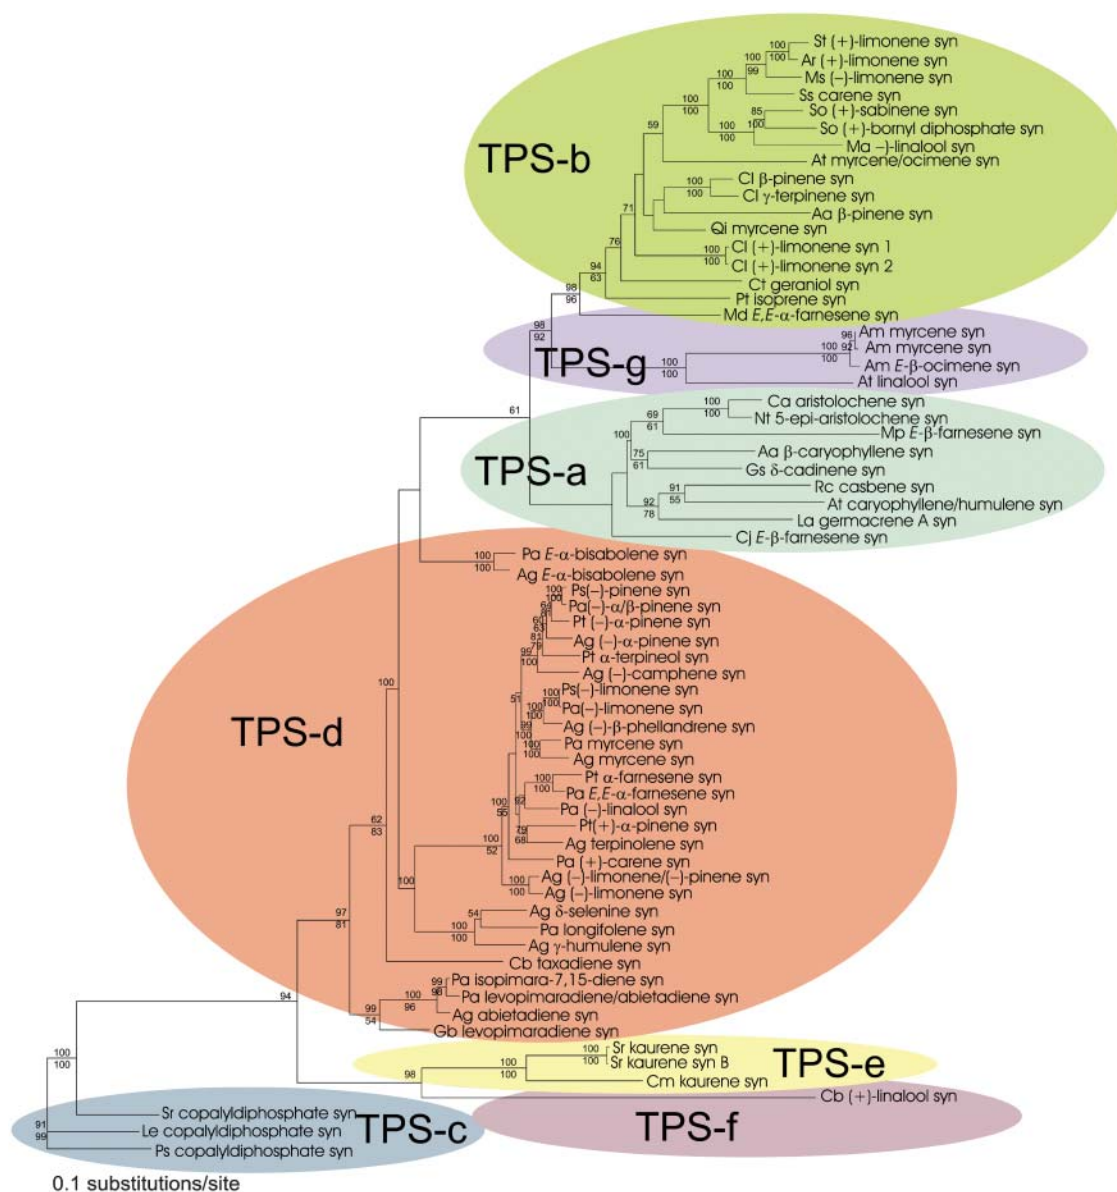 St (+)-limonene syn
Ar (+)-limonene syn
Ms (−)-limonene syn
Ss carene syn
So (+)-sabinene syn
So (+)-bornyl diphosphate syn
Ma −)-linalool syn
At myrcene/ocimene syn
TPS-b
Cl β-pinene syn
Cl γ-terpinene syn
Aa β-pinene syn
Qi myrcene syn
Cl (+)-limonene syn 1
Cl (+)-limonene syn 2
Ct geraniol syn
Pt isoprene syn
Md E,E-α-farnesene syn
Am myrcene syn
Am myrcene syn
TPS-g
Am E-β-ocimene syn
At linalool syn
Ca aristolochene syn
Nt 5-epi-aristolochene syn
Mp E-β-farnesene syn
Aa β-caryophyllene syn
TPS-a
Gs δ-cadinene syn
Rc casbene syn
At caryophyllene/humulene syn
La germacrene A syn
Cj E-β-farnesene syn
Pa E-α-bisabolene syn
Ag E-α-bisabolene syn
Ps(−)-pinene syn
Pa(−)-α/β-pinene syn
Pt (−)-α-pinene syn
Ag (−)-α-pinene syn
Pt α-terpineol syn
Ag (−)-camphene syn
Ps(−)-limonene syn
Pa(−)-limonene syn
Ag (−)-β-phellandrene syn
TPS-d
Pa myrcene syn
Ag myrcene syn
Pt α-farnesene syn
Pa E,E-α-farnesene syn
Pa (−)-linalool syn
Pt(+)-α-pinene syn
Ag terpinolene syn
Pa (+)-carene syn
Ag (−)-limonene/(−)-pinene syn
Ag (−)-limonene syn
Ag δ-selenine syn
Pa longifolene syn
Ag γ-humulene syn
Cb taxadiene syn
Pa isopimara-7,15-diene syn
Pa levopimaradiene/abietadiene syn
Ag abietadiene syn
Gb levopimaradiene syn
Sr kaurene syn
Sr kaurene syn B
TPS-e
Cm kaurene syn
Cb (+)-linalool syn
Sr copalyldiphosphate syn
Le copalyldiphosphate syn
TPS-c
TPS-f
Ps copalyldiphosphate syn
0.1 substitutions/site